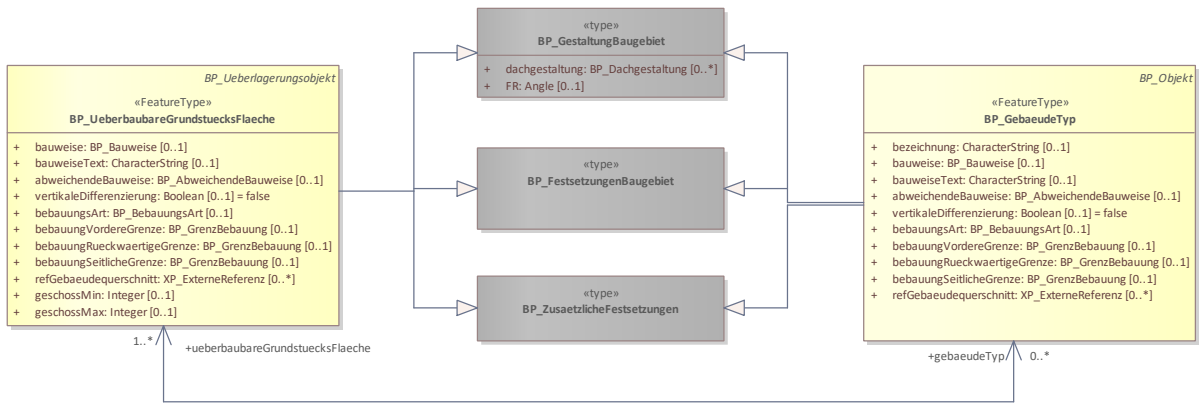 «type»
BP_GestaltungBaugebiet
+ dachgestaltung: BP_Dachgestaltung [0..*]
+ FR: Angle [0..1]
BP_Ueberlagerungsobjekt
«FeatureType»
BP_UeberbaubareGrundstuecksFlaeche
+ bauweise: BP_Bauweise [0..1]
+ bauweiseText: CharacterString [0..1]
+ abweichendeBauweise: BP_AbweichendeBauweise [0..1]
+ vertikaleDifferenzierung: Boolean [0..1] = false
+ bebauungsArt: BP_BebauungsArt [0..1]
+ bebauungVordereGrenze: BP_GrenzBebauung [0..1]
+ bebauungRueckwaertigeGrenze: BP_GrenzBebauung [0..1]
+ bebauungSeitlicheGrenze: BP_GrenzBebauung [0..1]
+ refGebaeudequerschnitt: XP_ExterneReferenz [0..*]
+ geschossMin: Integer [0..1]
+ geschossMax: Integer [0..1]
«type»
BP_FestsetzungenBaugebiet
«type»
BP_ZusaetzlicheFestsetzungen
BP_Objekt
«FeatureType»
BP_GebaeudeTyp
+ bezeichnung: CharacterString [0..1]
+ bauweise: BP_Bauweise [0..1]
+ bauweiseText: CharacterString [0..1]
+ abweichendeBauweise: BP_AbweichendeBauweise [0..1]
+ vertikaleDifferenzierung: Boolean [0..1] = false
+ bebauungsArt: BP_BebauungsArt [0..1]
+ bebauungVordereGrenze: BP_GrenzBebauung [0..1]
+ bebauungRueckwaertigeGrenze: BP_GrenzBebauung [0..1]
+ bebauungSeitlicheGrenze: BP_GrenzBebauung [0..1]
+ refGebaeudequerschnitt: XP_ExterneReferenz [0..*]
1..*
+ueberbaubareGrundstuecksFlaeche
+gebaeudeTyp
0..*